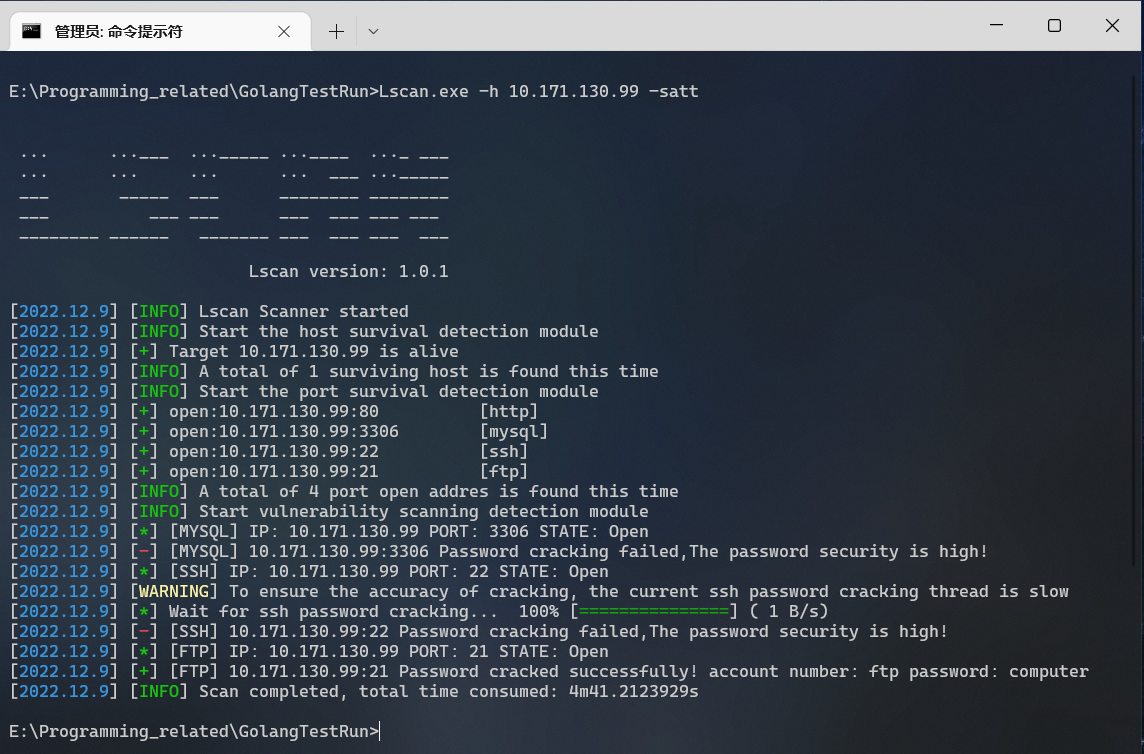 管理员: 命令提示符
E:\Programming_related\GolangTestRun>Lscan.exe -h 10.171.130.99 -satt
Lscan version: 1.0.1
[2022.12.9] [INFO] Lscan Scanner started
[2022.12.9] [INFO] Start the host survival detection module
[2022.12.9] [+] Target 10.171.130.99 is alive
[2022.12.9] [INFO] A total of 1 surviving host is found this time
[2022.12.9] [INFO] Start the port survival detection module
[2022.12.9] [+] open:10.171.130.99:80 [http]
[2022.12.9] [+] open:10.171.130.99:3306 [mysql]
[2022.12.9] [+] open:10.171.130.99:22 [ssh]
[2022.12.9] [+] open:10.171.130.99:21 [ftp]
[2022.12.9] [INFO] A total of 4 port open addres is found this time
[2022.12.9] [INFO] Start vulnerability scanning detection module
[2022.12.9] [*] [MYSQL] IP: 10.171.130.99 PORT: 3306 STATE: Open
[2022.12.9] [-] [MYSQL] 10.171.130.99:3306 Password cracking failed,The password security is high!
[2022.12.9] [*] [SSH] IP: 10.171.130.99 PORT: 22 STATE: Open
[2022.12.9] [WARNING] To ensure the accuracy of cracking, the current ssh password cracking thread is slow
[2022.12.9] [*] Wait for ssh password cracking... 100% [===============] ( 1 B/s)
[2022.12.9] [-] [SSH] 10.171.130.99:22 Password cracking failed,The password security is high!
[2022.12.9] [*] [FTP] IP: 10.171.130.99 PORT: 21 STATE: Open
[2022.12.9] [+] [FTP] 10.171.130.99:21 Password cracked successfully! account number: ftp password: computer
[2022.12.9] [INFO] Scan completed, total time consumed: 4m41.2123929s
E:\Programming_related\GolangTestRun>